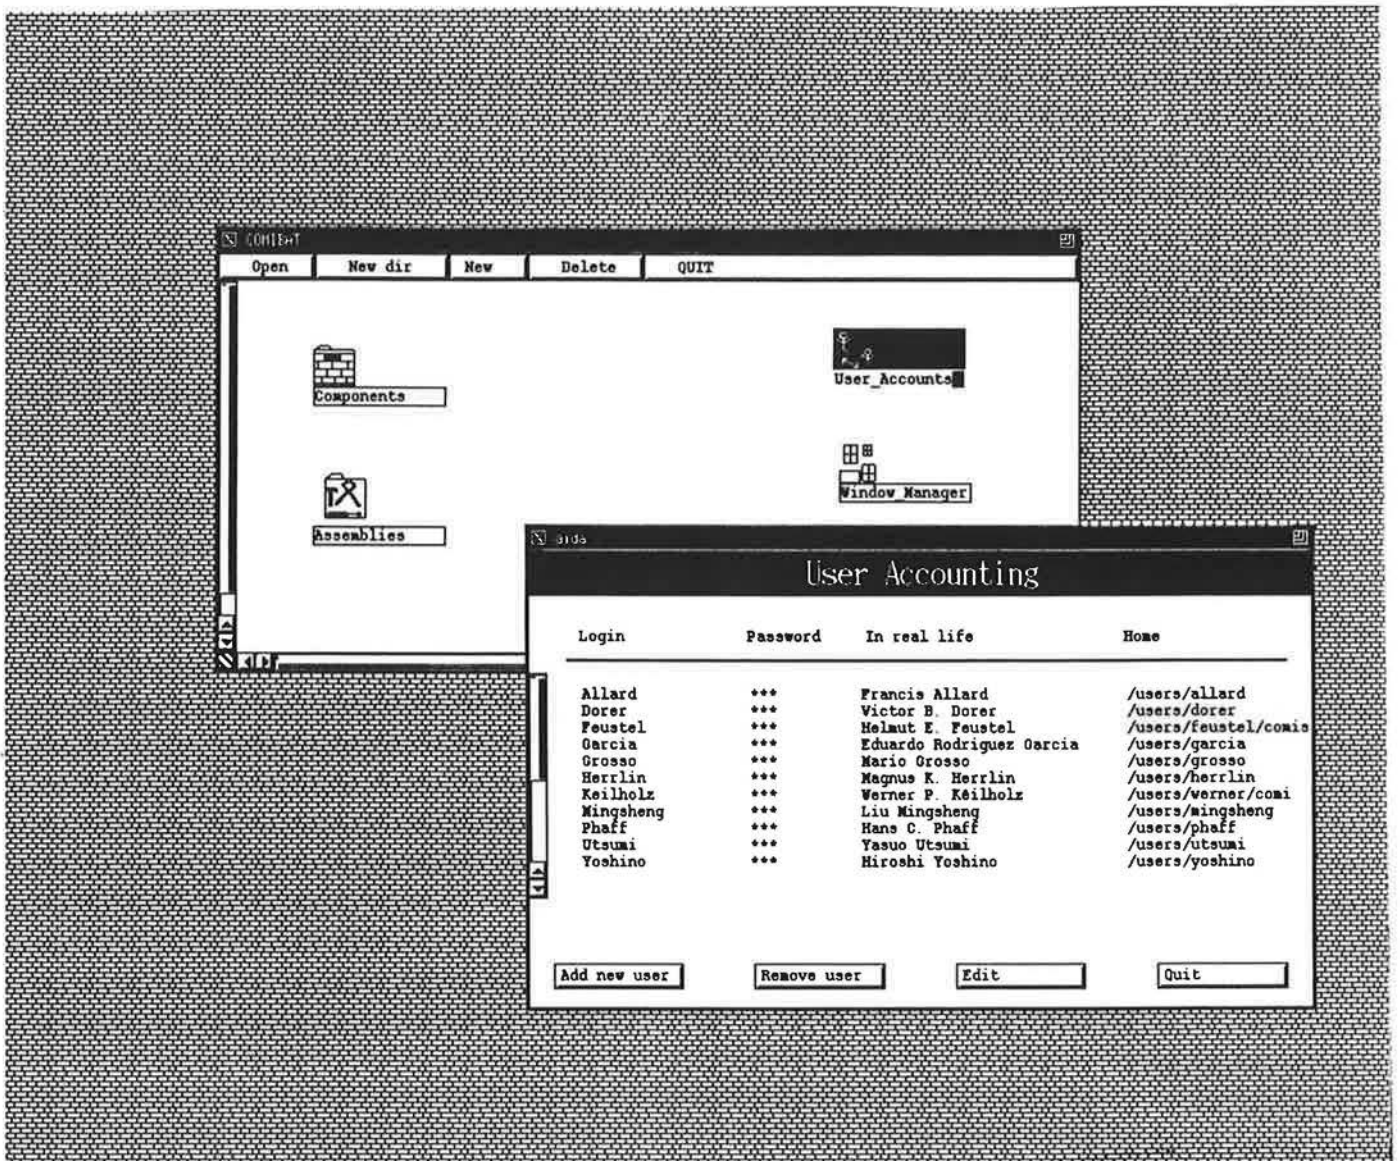 Open New dir New Delete QUIT
Components
User_Accounts
Window_Manager
Assemblies
User Accounting
Login Password In real life Home
Allard *** Francis Allard /users/allard
Dorer *** Victor B. Dorer /users/dorer
Feustel *** Helmut E. Feustel /users/feustel/comis
Garcia *** Eduardo Rodriguez Garcia /users/garcia
Grosso *** Mario Grosso /users/grosso
Herrlin *** Magnus K. Herrlin /users/herrlin
Keilholz *** Werner P. Keilholz /users/werner/comi
Mingsheng *** Liu Mingsheng /users/mingsheng
Phaff *** Hans C. Phaff /users/phaff
Utsumi *** Yasuo Utsumi /users/utsumi
Yoshino *** Hiroshi Yoshino /users/yoshino
Add new user Remove user Edit Quit